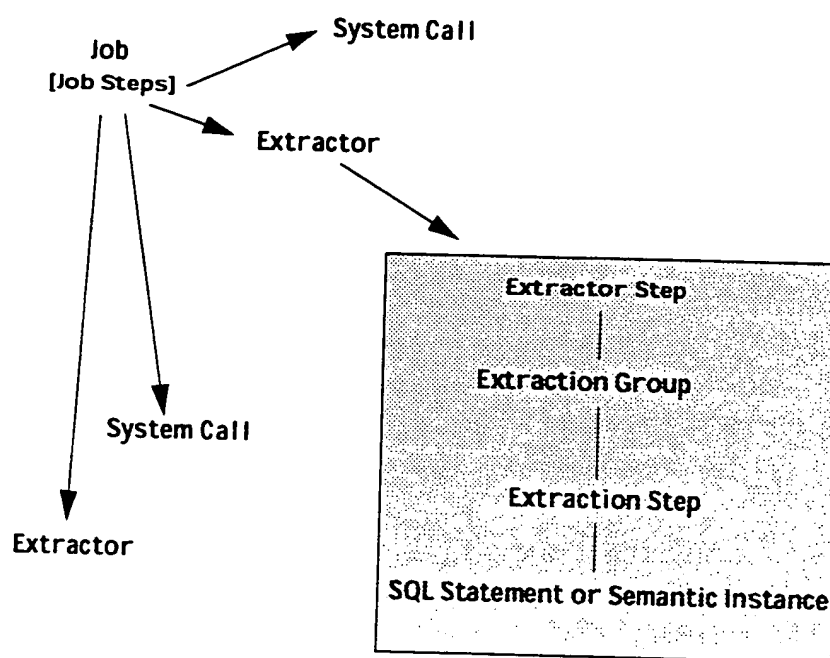 System Call
Job
[Job Steps]
Extractor
Extractor Step
Extraction Group
System Call
Extraction Step
Extractor
SQL Statement or Semantic Instance